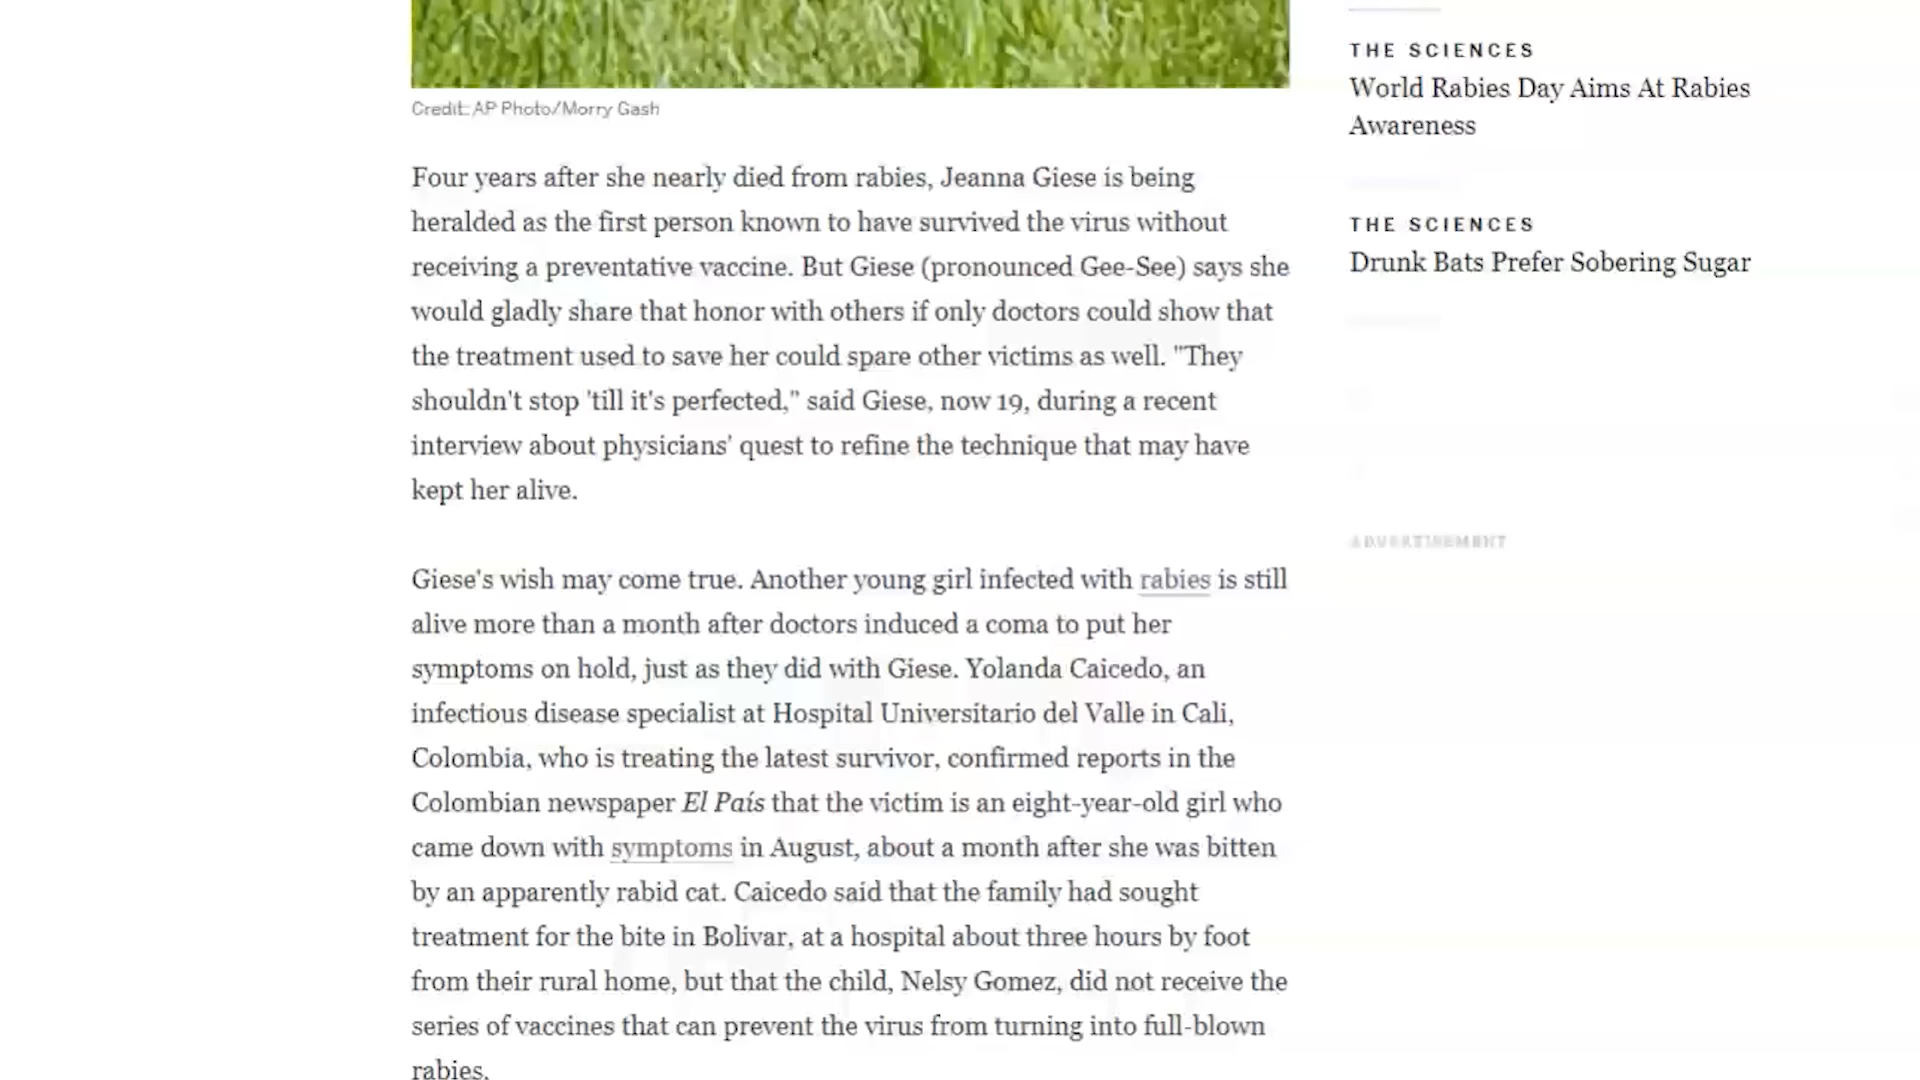 Credit: AP Photo/Morry Gash
Four years after she nearly died from rabies, Jeanna Giese is being
heralded as the first person known to have survived the virus without
receiving a preventative vaccine. But Giese (pronounced Gee-See) says she
would gladly share that honor with others if only doctors could show that
the treatment used to save her could spare other victims as well. "They
shouldn't stop 'till it's perfected," said Giese, now 19, during a recent
interview about physicians' quest to refine the technique that may have
kept her alive.
Giese's wish may come true. Another young girl infected with rabies is still
alive more than a month after doctors induced a coma to put her
symptoms on hold, just as they did with Giese. Yolanda Caicedo, an
infectious disease specialist at Hospital Universitario del Valle in Cali,
Colombia, who is treating the latest survivor, confirmed reports in the
Colombian newspaper El País that the victim is an eight-year-old girl who
came down with symptoms in August, about a month after she was bitten
by an apparently rabid cat. Caicedo said that the family had sought
treatment for the bite in Bolivar, at a hospital about three hours by foot
from their rural home, but that the child, Nelsy Gomez, did not receive the
series of vaccines that can prevent the virus from turning into full-blown
rabies.
THE SCIENCES
World Rabies Day Aims At Rabies
Awareness
THE SCIENCES
Drunk Bats Prefer Sobering Sugar
ADVERTISEMENT